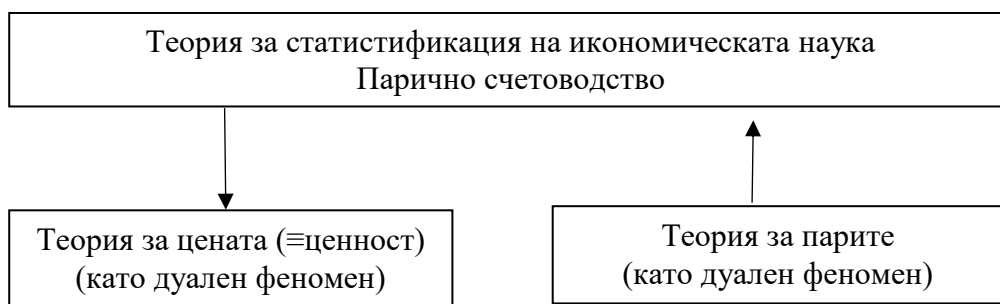 Теория за статистификация на икономическата наука
Парично счетоводство
Теория за цената (≡ценност)
(като дуален феномен)
Теория за парите
(като дуален феномен)